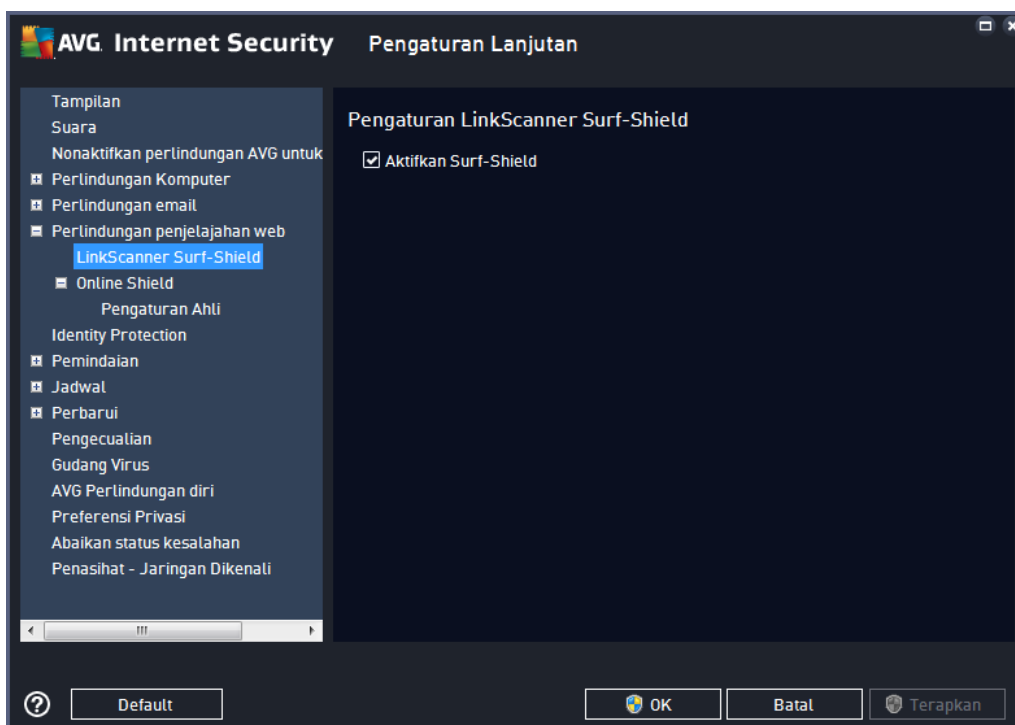 AVG. Internet Security Pengaturan Lanjutan
Tampilan
Suara
Nonaktifkan perlindungan AVG untuk
Perlindungan Komputer
Perlindungan email
Perlindungan penjelajahan web
LinkScanner Surf-Shield
Online Shield
Pengaturan Ahli
Identity Protection
Pemindaian
Jadwal
Perbarui
Pengecualian
Gudang Virus
AVG Perlindungan diri
Preferensi Privasi
Abaikan status kesalahan
Penasihat - Jaringan Dikenali
Pengaturan LinkScanner Surf-Shield
Aktifkan Surf-Shield
Default
OK
Batal
Terapkan